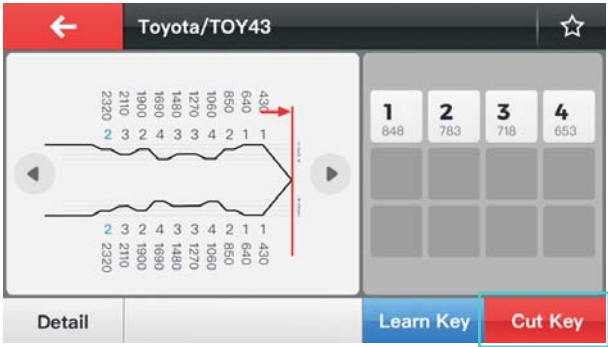 Toyota/TOY43
2320 2110 1900 1690 1480 1270 1060 850 640 430
2 3 2 4 3 3 4 2 1 1
2 3 2 4 3 3 4 2 1 1
2320 2110 1900 1690 1480 1270 1060 850 640 430
1 2 3 4
848 783 718 653
Detail
Learn Key
Cut Key